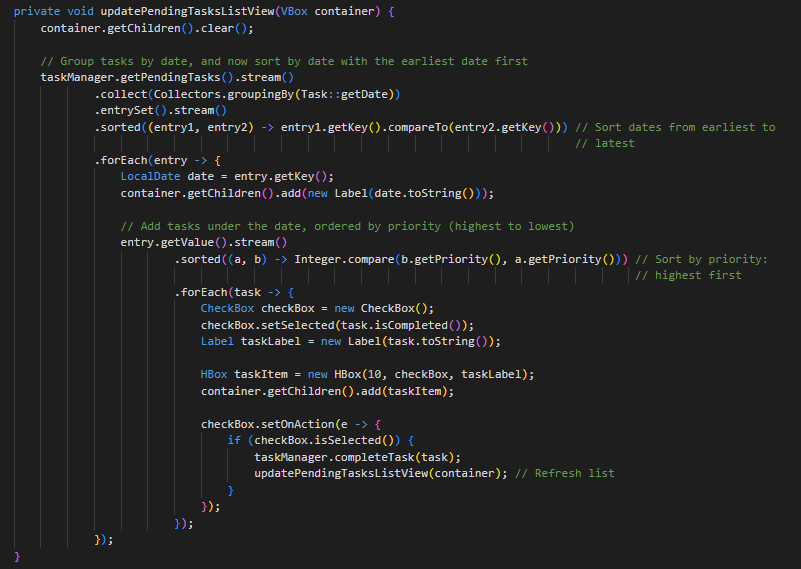 private void updatePendingTasksListView(VBox container) {
    container.getChildren().clear();

    // Group tasks by date, and now sort by date with the earliest date first
    taskManager.getPendingTasks().stream()
            .collect(Collectors.groupingBy(Task::getDate))
            .entrySet().stream()
            .sorted((entry1, entry2) -> entry1.getKey().compareTo(entry2.getKey())) // Sort dates from earliest to
                                                                                    // latest
            .forEach(entry -> {
                LocalDate date = entry.getKey();
                container.getChildren().add(new Label(date.toString()));

                // Add tasks under the date, ordered by priority (highest to lowest)
                entry.getValue().stream()
                        .sorted((a, b) -> Integer.compare(b.getPriority(), a.getPriority())) // Sort by priority:
                                                                                             // highest first
                        .forEach(task -> {
                            CheckBox checkBox = new CheckBox();
                            checkBox.setSelected(task.isCompleted());
                            Label taskLabel = new Label(task.toString());

                            HBox taskItem = new HBox(10, checkBox, taskLabel);
                            container.getChildren().add(taskItem);

                            checkBox.setOnAction(e -> {
                                if (checkBox.isSelected()) {
                                    taskManager.completeTask(task);
                                    updatePendingTasksListView(container); // Refresh list
                                }
                            });
                        });
            });
}